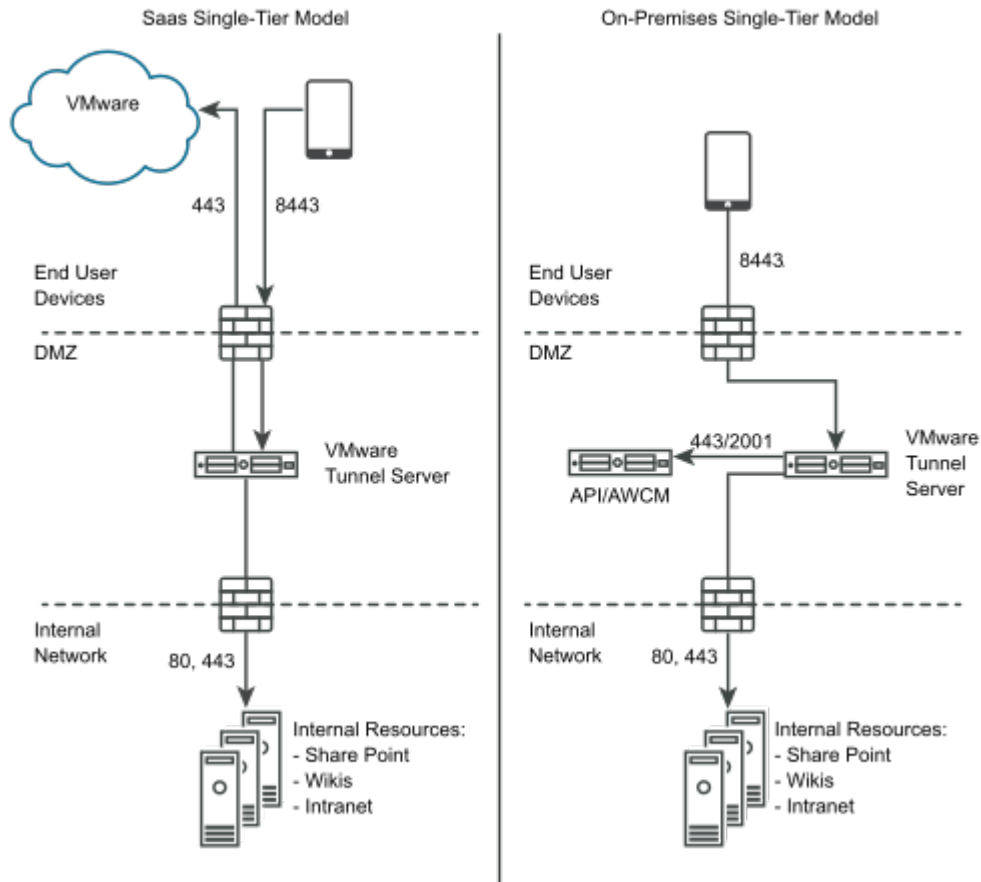 Saas Single-Tier Model
VMware
443
8443
End User
Devices
DMZ
VMware
Tunnel Server
Internal
Network
80, 443
Internal Resources:
- Share Point
- Wikis
- Intranet
On-Premises Single-Tier Model
8443.
End User
Devices
DMZ
443/2001
API/AWCM
VMware
Tunnel
Server
Internal
Network
80, 443
Internal Resources:
- Share Point
- Wikis
- Intranet